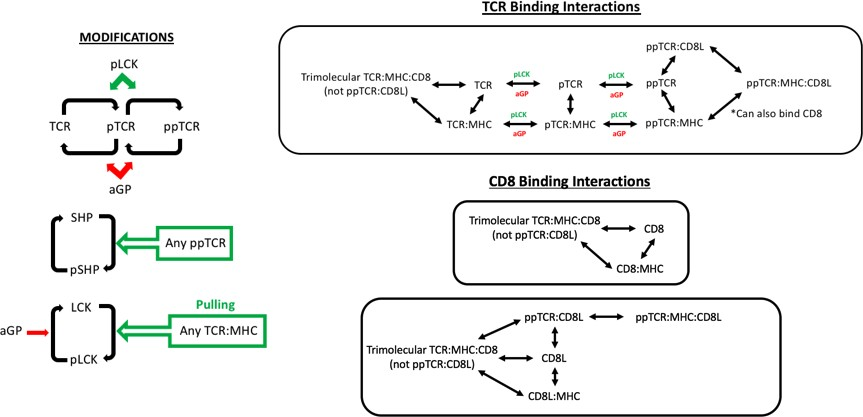 MODIFICATIONS
pLCK
TCR pTCR ppTCR
aGP
SHP
Any ppTCR
pSHP
Pulling
LCK
aGP
Any TCR:MHC
pLCK
TCR Binding Interactions
ppTCR:CD8L
Trimolecular TCR:MHC:CD8
(not ppTCR:CD8L)
TCR pLCK aGP pTCR pLCK aGP ppTCR
ppTCR:MHC:CD8L
TCR:MHC pLCK aGP pTCR:MHC pLCK aGP ppTCR:MHC
*Can also bind CD8
CD8 Binding Interactions
Trimolecular TCR:MHC:CD8
(not ppTCR:CD8L)
CD8
CD8:MHC
ppTCR:CD8L ppTCR:MHC:CD8L
Trimolecular TCR:MHC:CD8
(not ppTCR:CD8L)
CD8L
CD8L:MHC